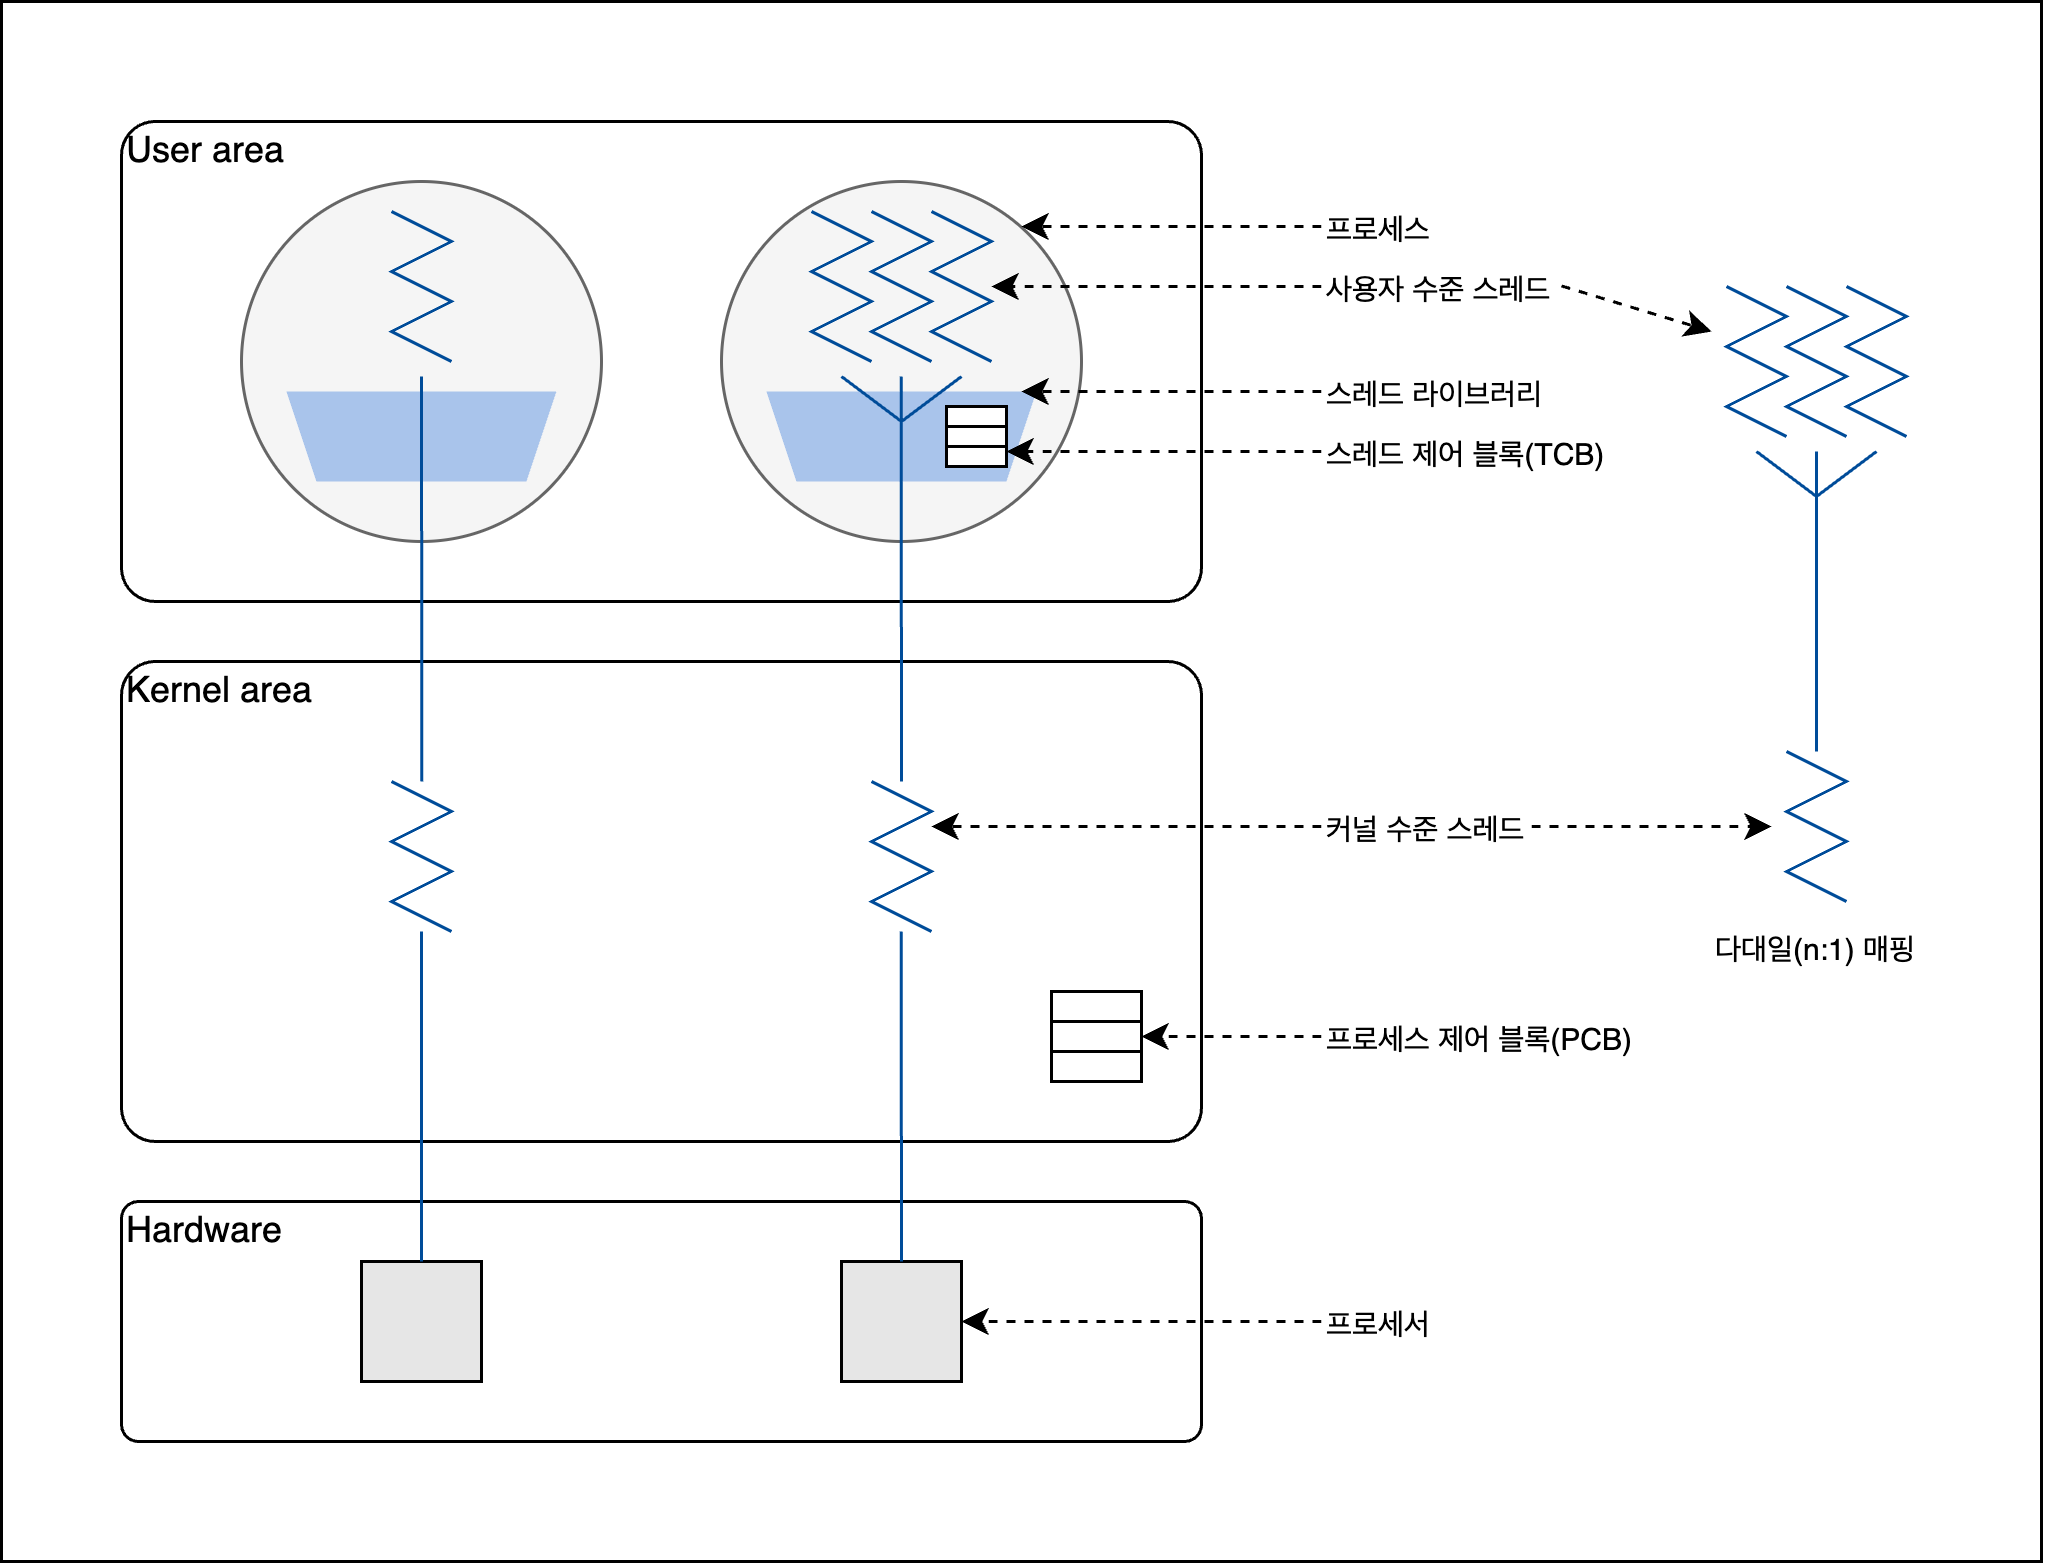 User area
프로세스
사용자 수준 스레드
스레드 라이브러리
스레드 제어 블록(TCB)
Kernel area
커널 수준 스레드
다대일(n:1) 매핑
프로세스 제어 블록(PCB)
Hardware
프로세서